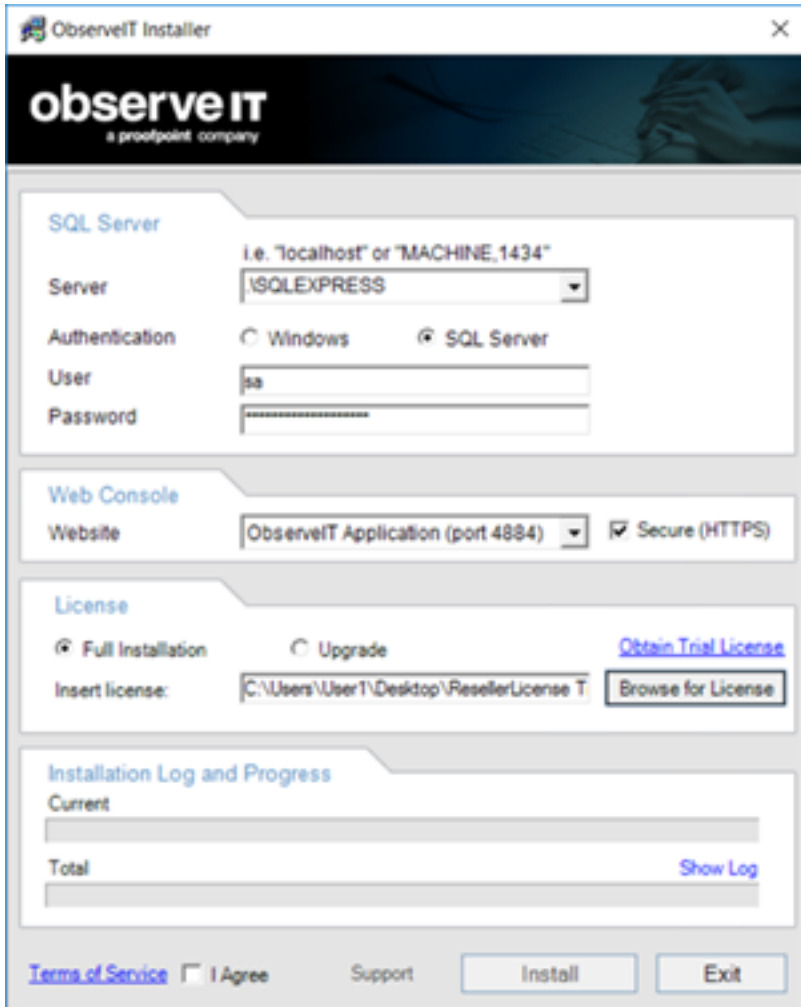 ObserveIT Installer
observe IT
a proofpoint company
SQL Server
i.e. "localhost" or "MACHINE,1434"
Server .\SQLEXPRESS
Authentication Windows SQL Server
User sa
Password ********************
Web Console
Website ObserveIT Application (port 4884) Secure (HTTPS)
License
Full Installation Upgrade Obtain Trial License
Insert license: C:\Users\User1\Desktop\ResellerLicense T Browse for License
Installation Log and Progress
Current
Total Show Log
Terms of Service I Agree Support Install Exit